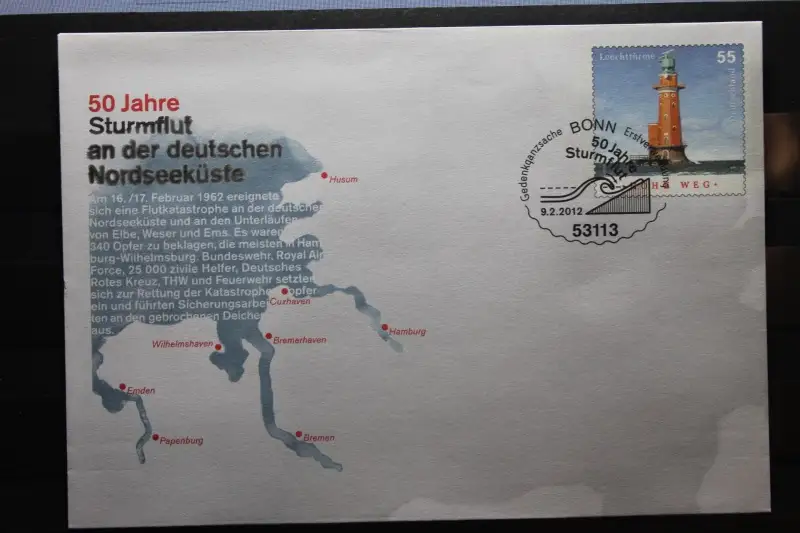 50 Jahre
Sturmflut
an der deutschen
Nordseeküste
Am 16./17. Februar 1962 ereignete
sich eine Flutkatastrophe an der deutschen
Nordseeküste und an den Unterläufen
von Elbe, Weser und Ems. Es waren
340 Opfer zu beklagen, die meisten in Ham
burg-Wilhelmsburg. Bundeswehr, Royal Air
Force, 25 000 zivile Helfer, Deutsches
Rotes Kreuz, THW und Feuerwehr setzten
sich zur Rettung der Katastrophenopfer
ein und führten Sicherungsarbei
ten an den gebrochenen Deichen
aus.
Husum
Cuxhaven
Hamburg
Wilhelmshaven
Bremerhaven
Emden
Papenburg
Bremen
Leuchttürme 55
Deutschland
HO WEG
Gedenkganzsache BONN
50 Jahre
Sturmflut
9.2.2012
53113